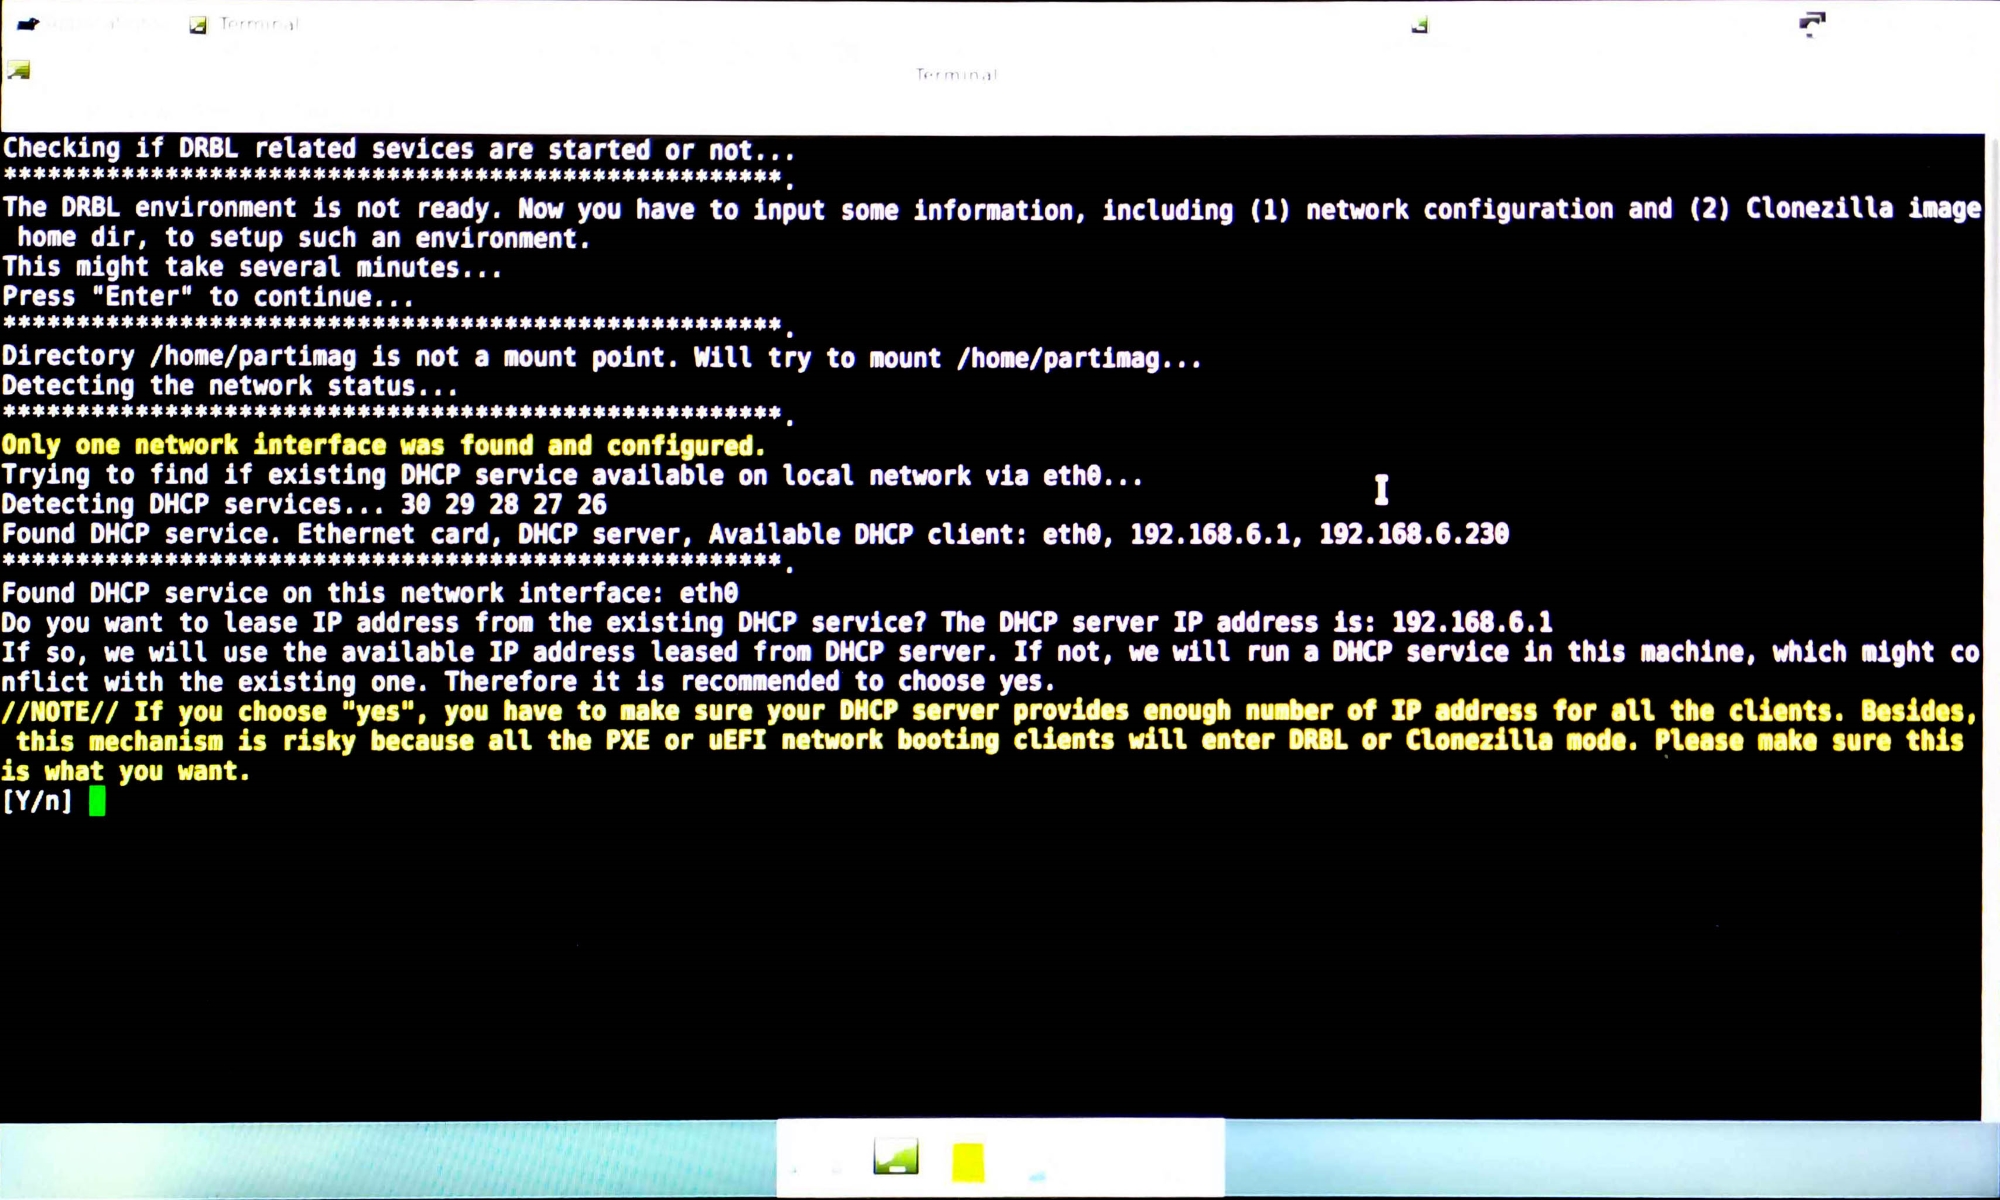 Terminal
Terminal
Checking if DRBL related sevices are started or not...
*****************************************************.
The DRBL environment is not ready. Now you have to input some information, including (1) network configuration and (2) Clonezilla image
home dir, to setup such an environment.
This might take several minutes...
Press "Enter" to continue...
*****************************************************.
Directory /home/partimag is not a mount point. Will try to mount /home/partimag...
Detecting the network status...
*****************************************************.
Only one network interface was found and configured.
Trying to find if existing DHCP service available on local network via eth0...
Detecting DHCP services... 30 29 28 27 26
Found DHCP service. Ethernet card, DHCP server, Available DHCP client: eth0, 192.168.6.1, 192.168.6.230
*****************************************************.
Found DHCP service on this network interface: eth0
Do you want to lease IP address from the existing DHCP service? The DHCP server IP address is: 192.168.6.1
If so, we will use the available IP address leased from DHCP server. If not, we will run a DHCP service in this machine, which might co
nflict with the existing one. Therefore it is recommended to choose yes.
//NOTE// If you choose "yes", you have to make sure your DHCP server provides enough number of IP address for all the clients. Besides,
this mechanism is risky because all the PXE or uEFI network booting clients will enter DRBL or Clonezilla mode. Please make sure this
is what you want.
[Y/n]